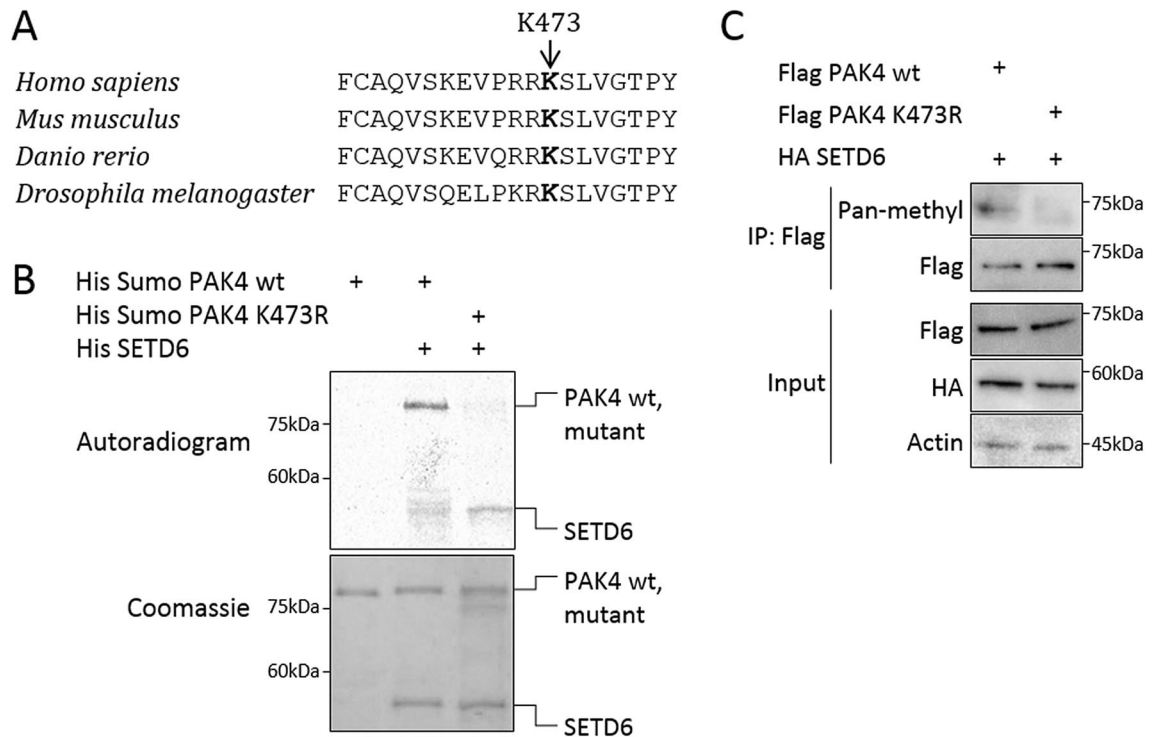 A
K473
Homo sapiens FCAQVSKEVPRRKSLVGTPY
Mus musculus FCAQVSKEVPRRKSLVGTPY
Danio rerio FCAQVSKEVQRRKSLVGTPY
Drosophila melanogaster FCAQVSQELPKRKSLVGTPY
B
His Sumo PAK4 wt + +
His Sumo PAK4 K473R +
His SETD6 + +
Autoradiogram
75kDa
60kDa
PAK4 wt,
mutant
SETD6
Coomassie
75kDa
60kDa
PAK4 wt,
mutant
SETD6
C
Flag PAK4 wt +
Flag PAK4 K473R +
HA SETD6 + +
IP: Flag
Pan-methyl 75kDa
Flag 75kDa
Input
Flag 75kDa
HA 60kDa
Actin 45kDa